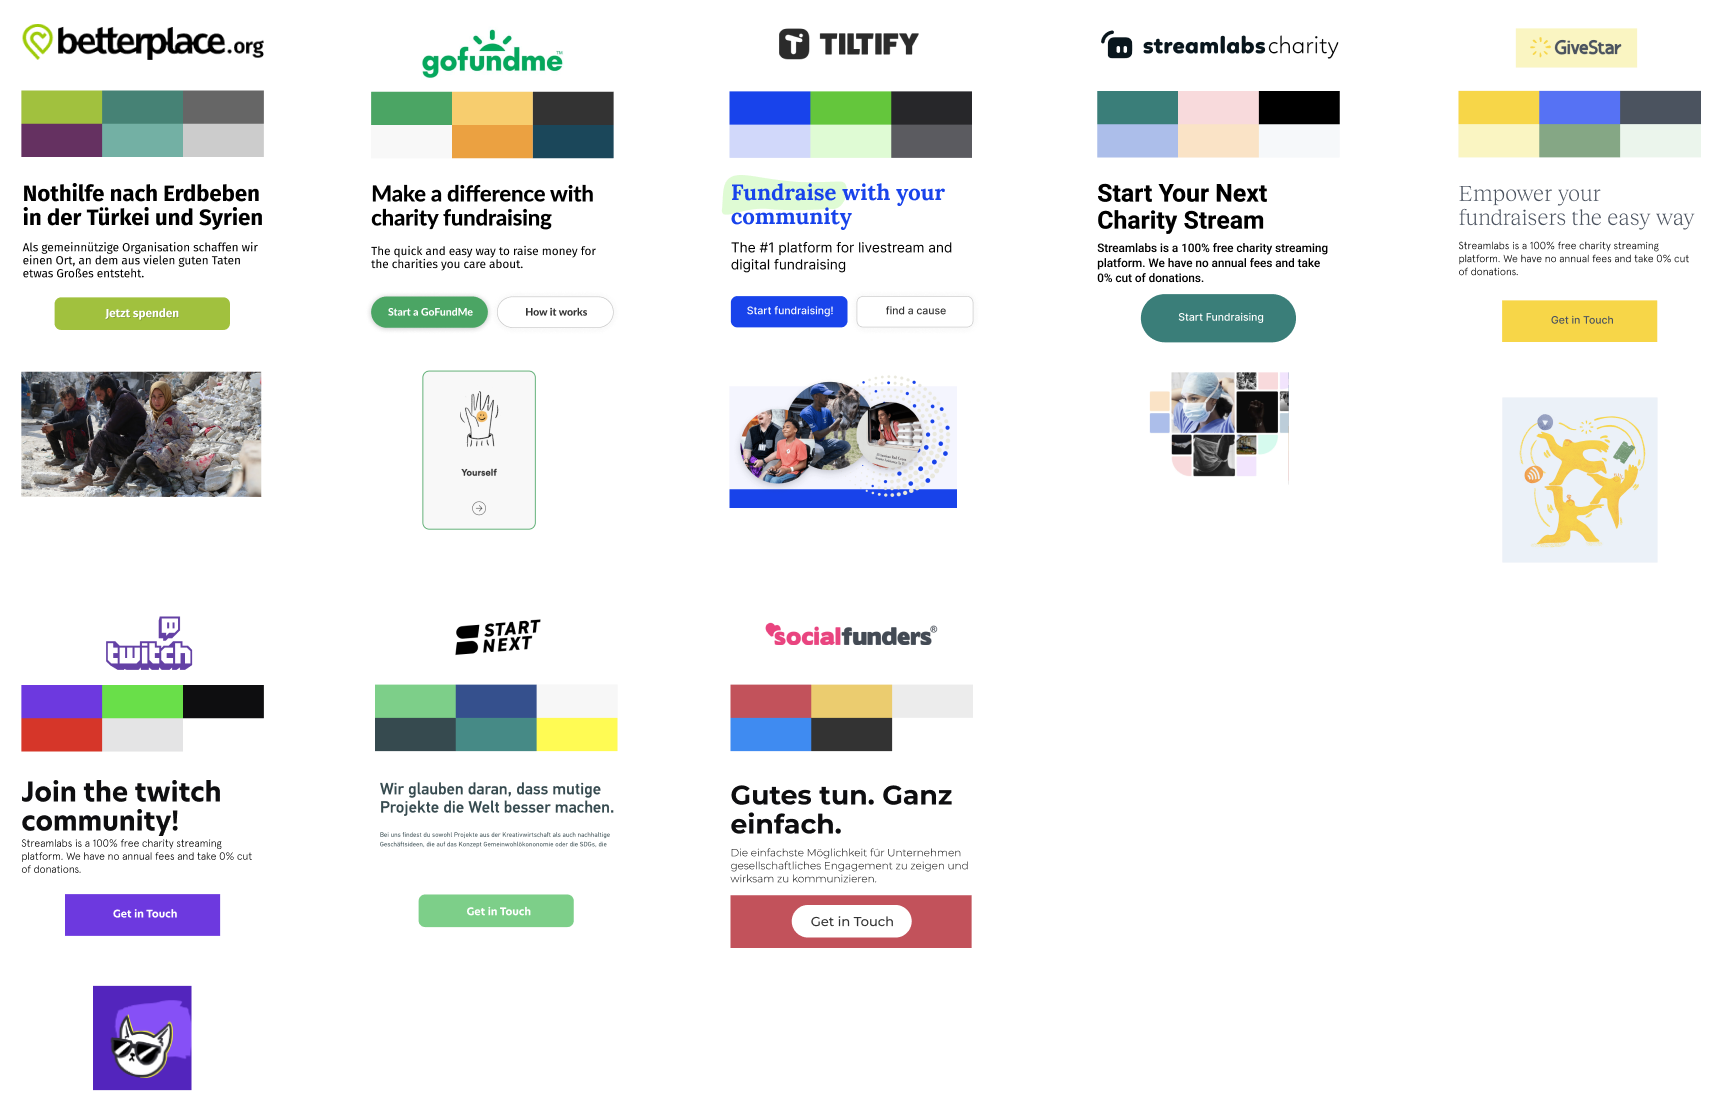 betterplace.org
Nothilfe nach Erdbeben
in der Türkei und Syrien
Als gemeinnützige Organisation schaffen wir
einen Ort, an dem aus vielen guten Taten
etwas Großes entsteht.
Jetzt spenden
gofundme™
Make a difference with
charity fundraising
The quick and easy way to raise money for
the charities you care about.
Start a GoFundMe
How it works
Yourself
TILTIFY
Fundraise with your
community
The #1 platform for livestream and
digital fundraising
Start fundraising!
find a cause
streamlabs charity
Start Your Next
Charity Stream
Streamlabs is a 100% free charity streaming
platform. We have no annual fees and take
0% cut of donations.
Start Fundraising
GiveStar
Empower your
fundraisers the easy way
Streamlabs is a 100% free charity streaming
platform. We have no annual fees and take 0% cut
of donations.
Get in Touch
twitch
Join the twitch
community!
Streamlabs is a 100% free charity streaming
platform. We have no annual fees and take 0% cut
of donations.
Get in Touch
START
NEXT
Wir glauben daran, dass mutige
Projekte die Welt besser machen.
Bei uns findest du sowohl Projekte aus der Kreativwirtschaft als auch nachhaltige
Geschäftsideen, die auf das Konzept Gemeinwohlökononomie oder die SDGs, die
Get in Touch
socialfunders®
Gutes tun. Ganz
einfach.
Die einfachste Möglichkeit für Unternehmen
gesellschaftliches Engagement zu zeigen und
wirksam zu kommunizieren.
Get in Touch